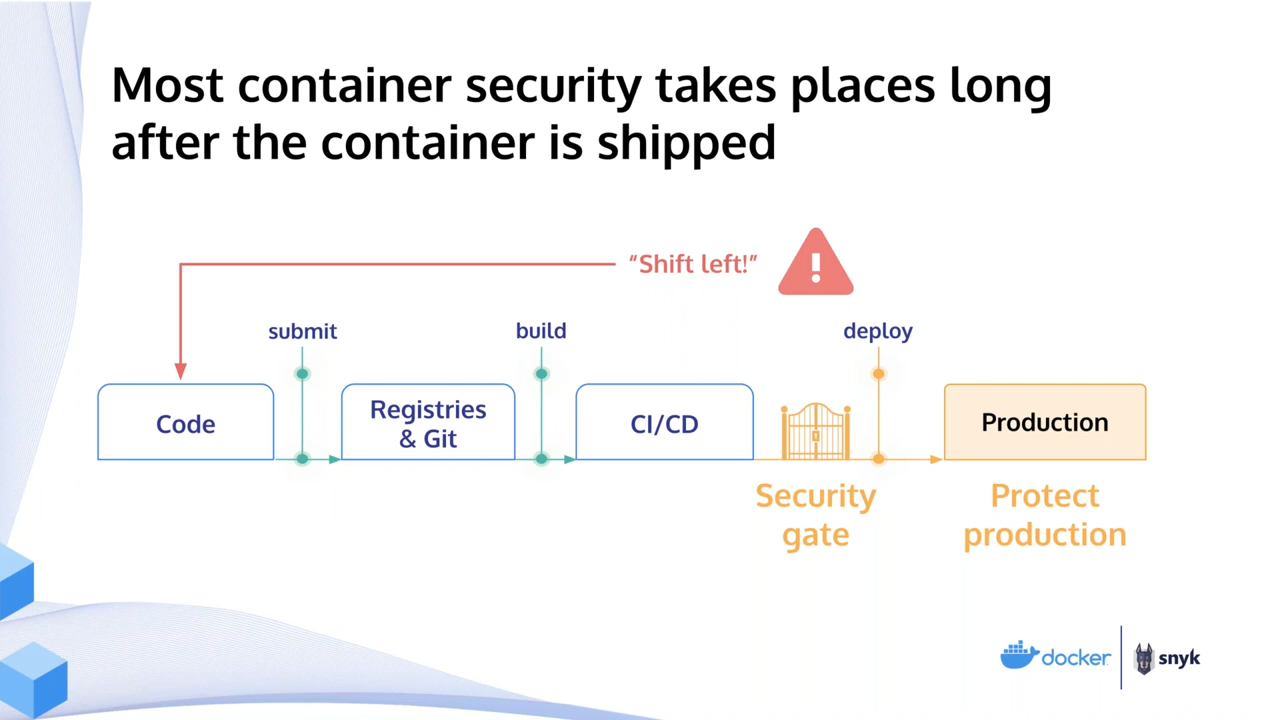 Most container security takes places long
after the container is shipped
“Shift left!”
submit
build
deploy
Code
Registries
& Git
CI/CD
Production
Security
gate
Protect
production
docker
snyk